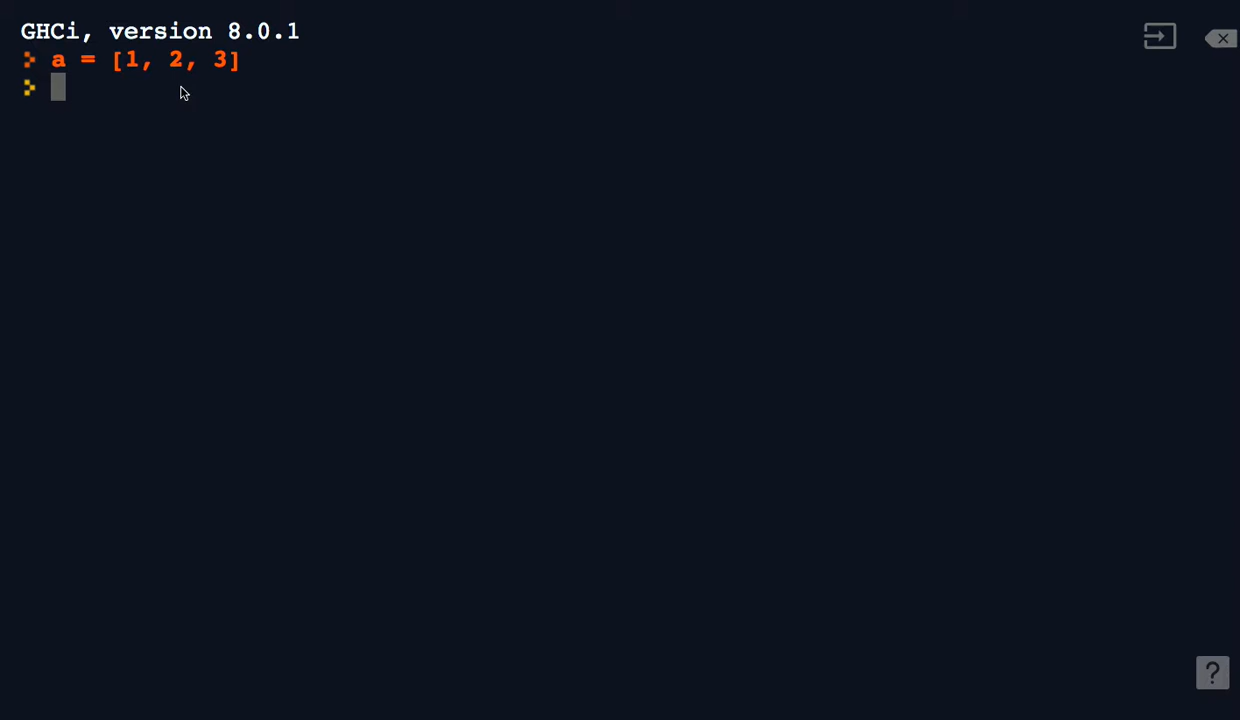 GHCi, version 8.0.1
> a = [1, 2, 3]
>
?